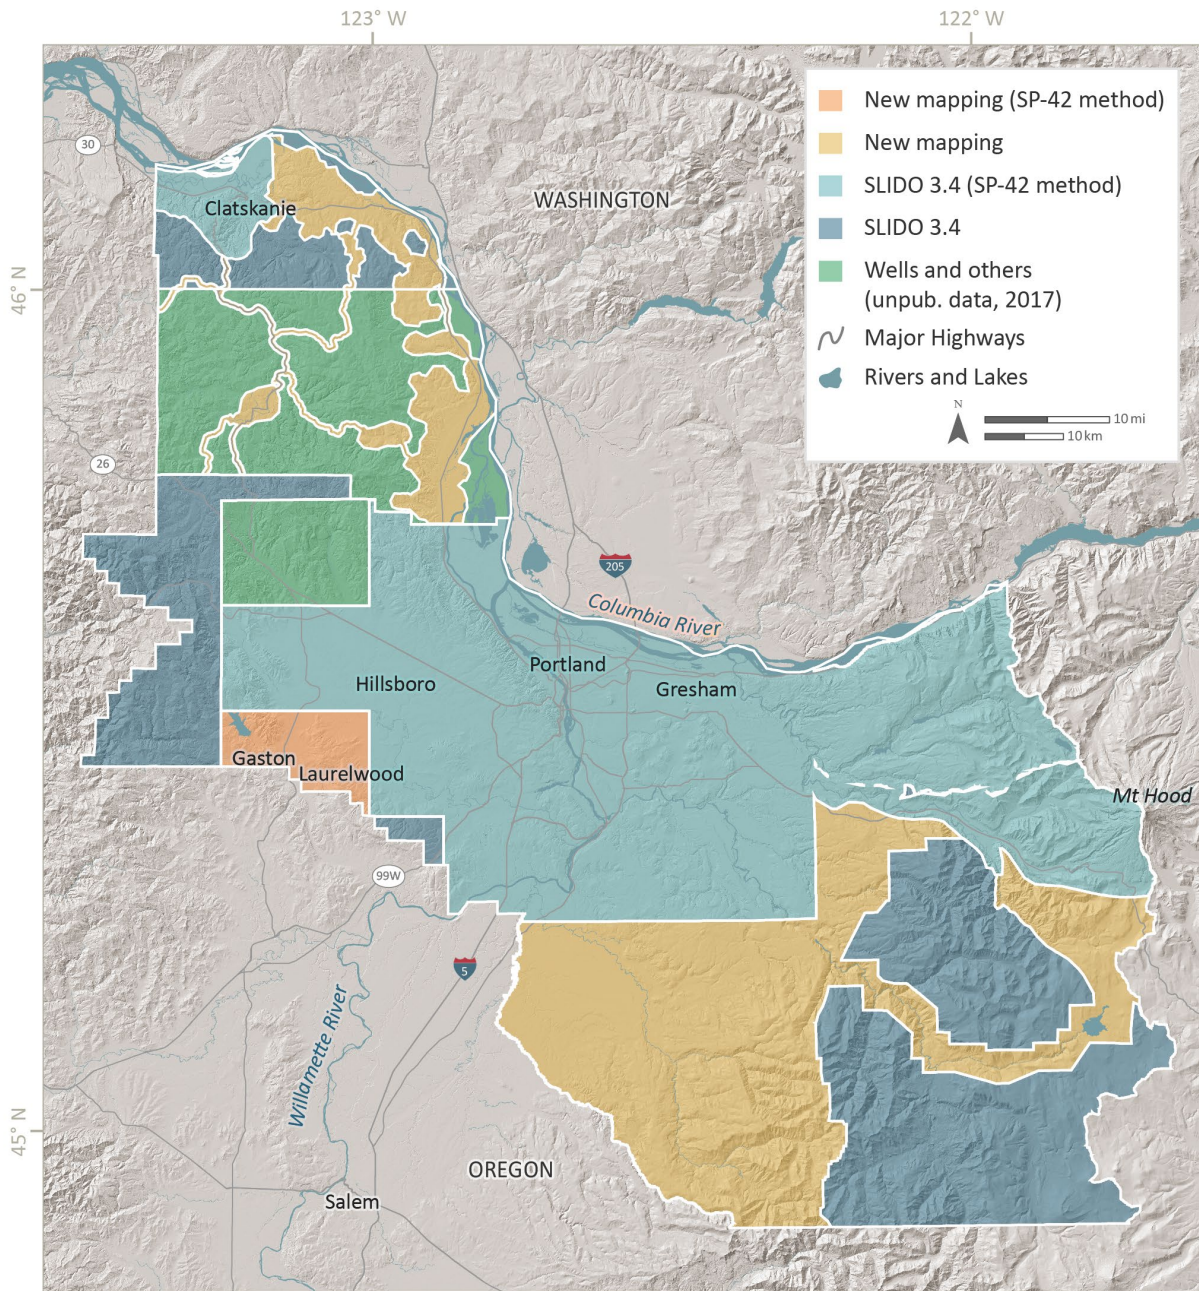 123° W
122° W
New mapping (SP-42 method)
New mapping
SLIDO 3.4 (SP-42 method)
SLIDO 3.4
Wells and others
(unpub. data, 2017)
Major Highways
Rivers and Lakes
N
10 mi
10 km
30
WASHINGTON
Clatskanie
46° N
26
205
Columbia River
Portland
Hillsboro
Gresham
Gaston
Laurelwood
Mt Hood
99W
5
Willamette River
45° N
OREGON
Salem